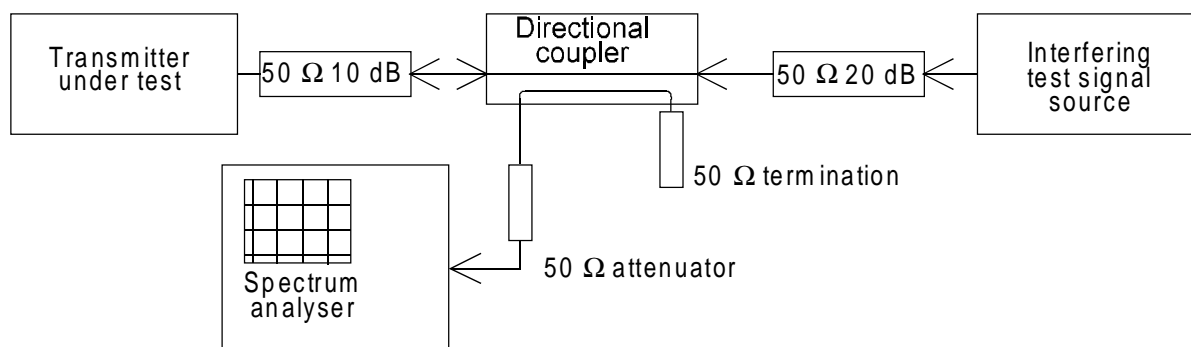 Transmitter
under test
50 Ω 10 dB
Directional
coupler
50 Ω 20 dB
Interfering
test signal
source
50 Ω termination
50 Ω attenuator
Spectrum
analyser